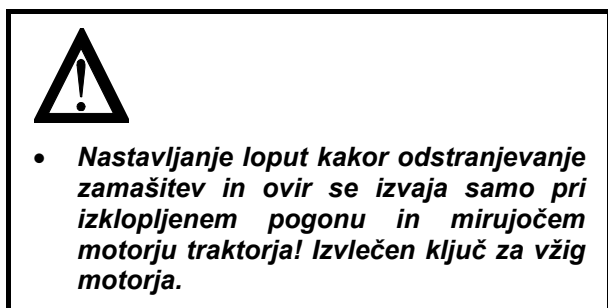 • Nastavljanje loput kakor odstranjevanje
zamašitev in ovir se izvaja samo pri
izklopljenem pogonu in mirujočem
motorju traktorja! Izvlečen ključ za vžig
motorja.